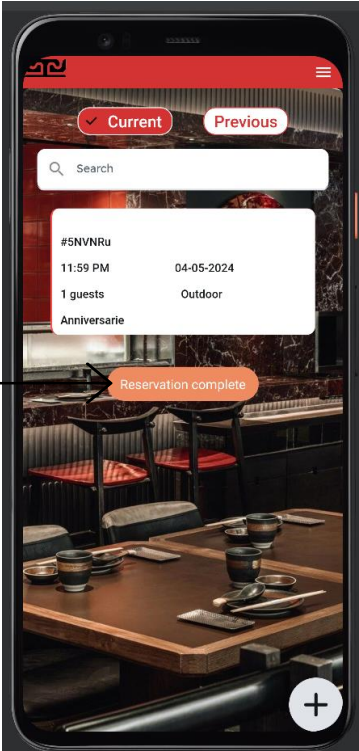 Current
Previous
Search
#5NVNRu
11:59 PM 04-05-2024
1 guests Outdoor
Anniversarie
Reservation complete
+